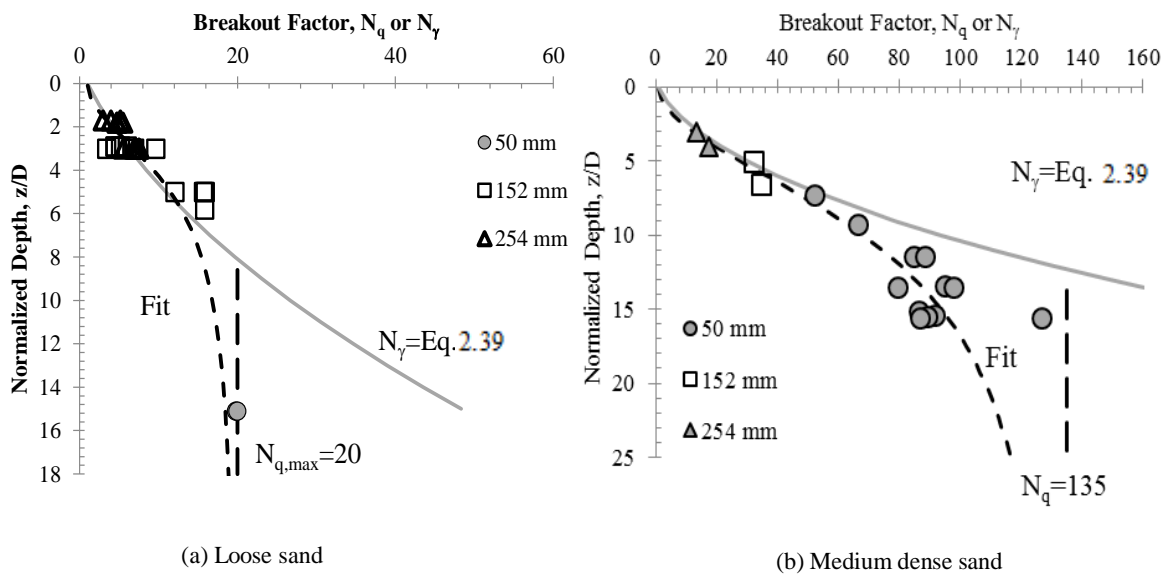 Breakout Factor, Nq or Nγ
0 20 40 60
0
2
4
6
8
10
12
14
16
18
Normalized Depth, z/D
50 mm
152 mm
254 mm
Fit
Nγ=Eq. 2.39
Nq,max=20
(a) Loose sand
Breakout Factor, Nq or Nγ
0 20 40 60 80 100 120 140 160
0
5
10
15
20
25
Normalized Depth, z/D
Nγ=Eq. 2.39
50 mm
152 mm
254 mm
Fit
Nq=135
(b) Medium dense sand